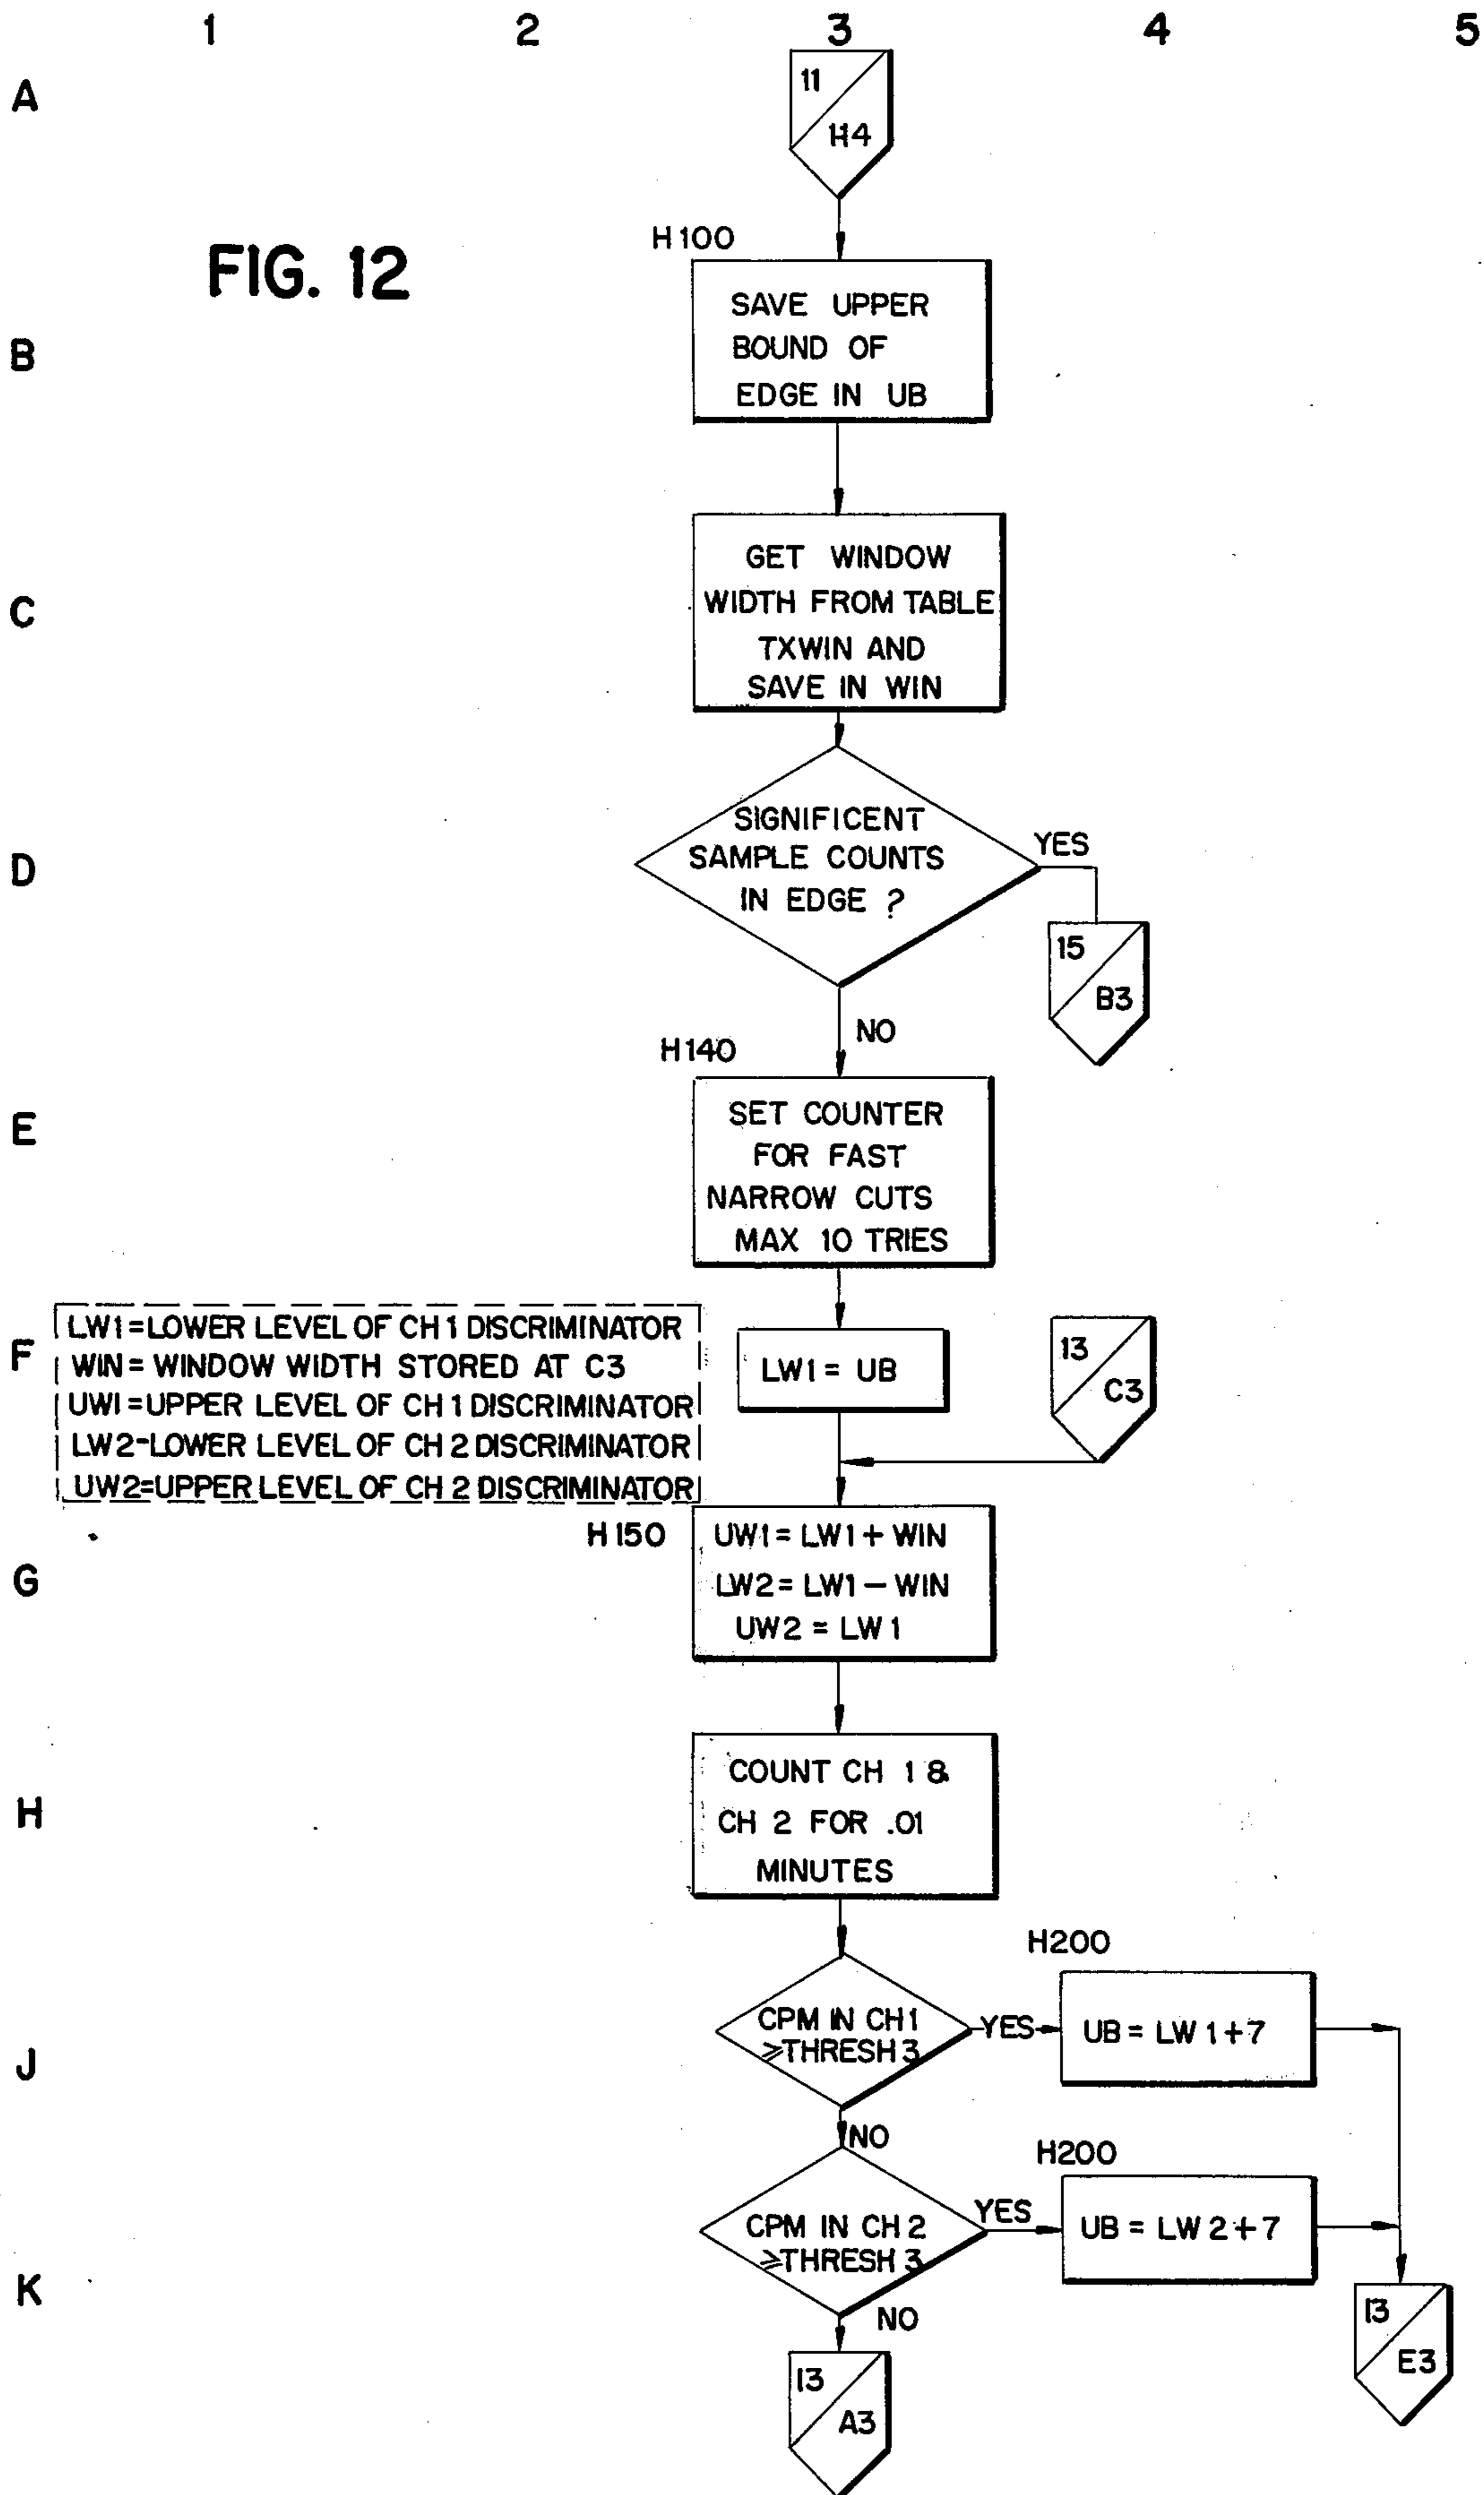 1 2 3 4 5
A
11
H4
FIG. 12
H100
B
SAVE UPPER
BOUND OF
EDGE IN UB
C
GET WINDOW
WIDTH FROM TABLE
TXWIN AND
SAVE IN WIN
D
SIGNIFICENT
SAMPLE COUNTS
IN EDGE ?
YES
15
B3
NO
H140
E
SET COUNTER
FOR FAST
NARROW CUTS
MAX 10 TRIES
F
LW1=LOWER LEVEL OF CH 1 DISCRIMINATOR
WIN= WINDOW WIDTH STORED AT C3
UW1=UPPER LEVEL OF CH 1 DISCRIMINATOR
LW2-LOWER LEVEL OF CH 2 DISCRIMINATOR
UW2=UPPER LEVEL OF CH 2 DISCRIMINATOR
LW1= UB
13
C3
H150
G
UW1= LW1+ WIN
LW2= LW1- WIN
UW2 = LW1
H
COUNT CH 1 &
CH 2 FOR .01
MINUTES
J
CPM IN CH1
≥THRESH 3
YES
H200
UB = LW 1+7
NO
K
CPM IN CH 2
≥THRESH 3
YES
H200
UB = LW 2+7
NO
13
A3
13
E3